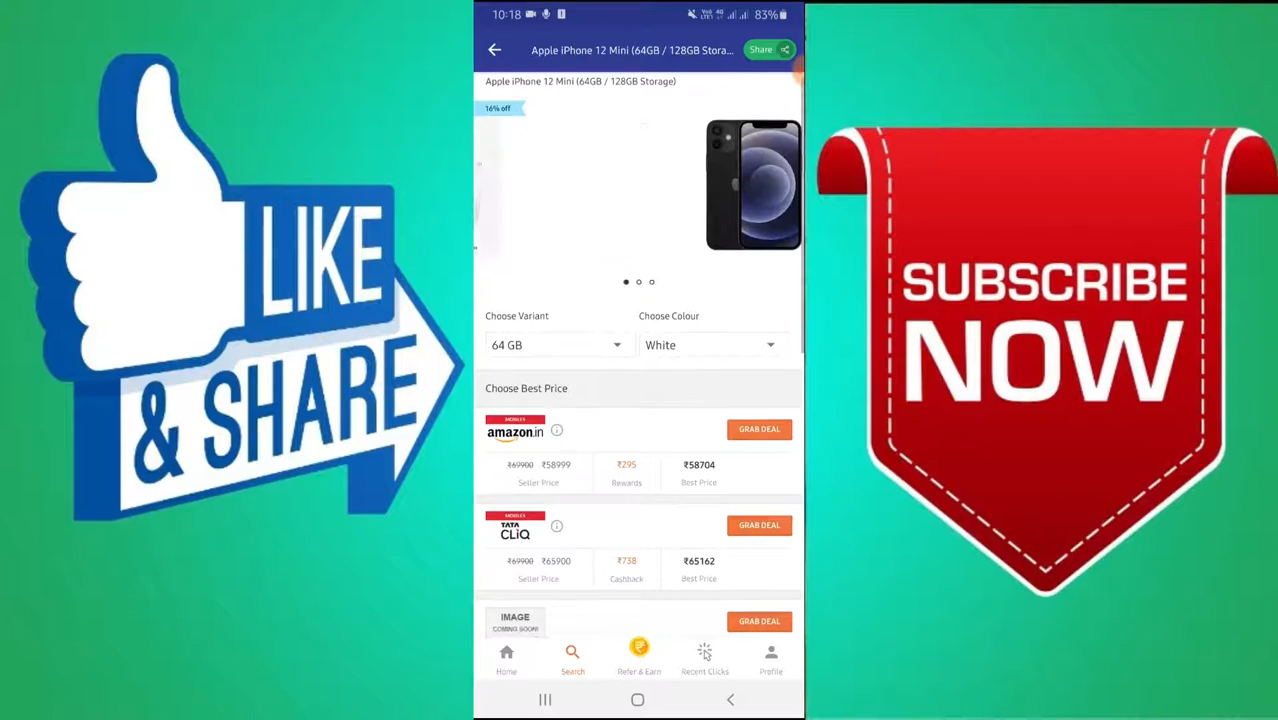 LIKE
& SHARE
10:18
83%
Apple iPhone 12 Mini (64GB / 128GB Stora...
Share
Apple iPhone 12 Mini (64GB / 128GB Storage)
16% off
Choose Variant
Choose Colour
64 GB
White
Choose Best Price
MOBILES
amazon.in
GRAB DEAL
₹69900 ₹58999
₹295
₹58704
Seller Price
Rewards
Best Price
MOBILES
TATA
CLiQ
GRAB DEAL
₹69900 ₹65900
₹738
₹65162
Seller Price
Cashback
Best Price
IMAGE
COMING SOON!
GRAB DEAL
Home
Search
Refer & Earn
Recent Clicks
Profile
SUBSCRIBE
NOW